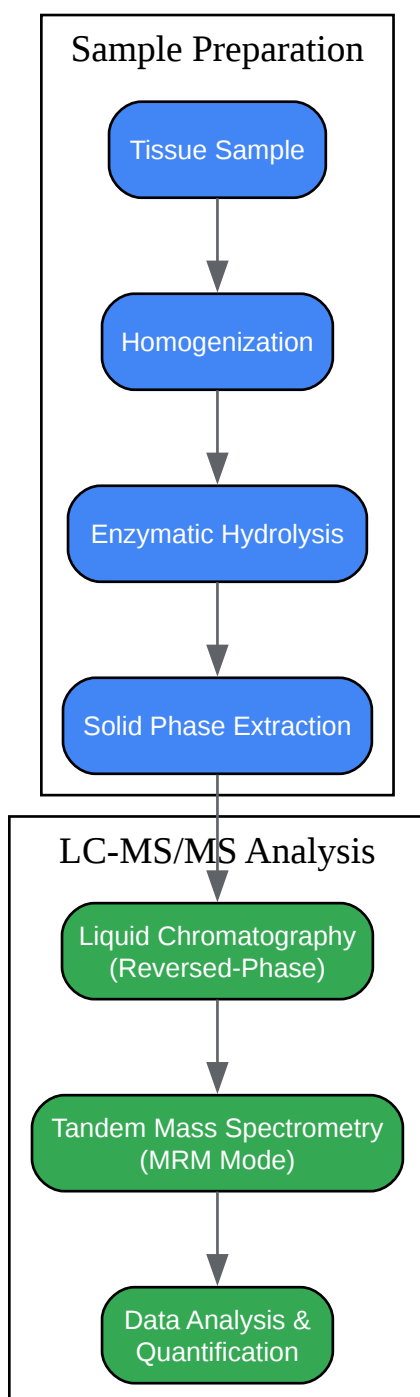 Sample Preparation
Tissue Sample
Homogenization
Enzymatic Hydrolysis
Solid Phase Extraction
LC-MS/MS Analysis
Liquid Chromatography
(Reversed-Phase)
Tandem Mass Spectrometry
(MRM Mode)
Data Analysis &
Quantification